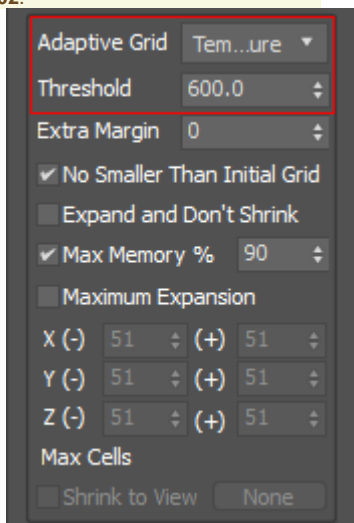 02.
Adaptive Grid Tem...ure
Threshold 600.0
Extra Margin 0
No Smaller Than Initial Grid
Expand and Don't Shrink
Max Memory % 90
Maximum Expansion
X (-) 51 (+) 51
Y (-) 51 (+) 51
Z (-) 51 (+) 51
Max Cells
Shrink to View None